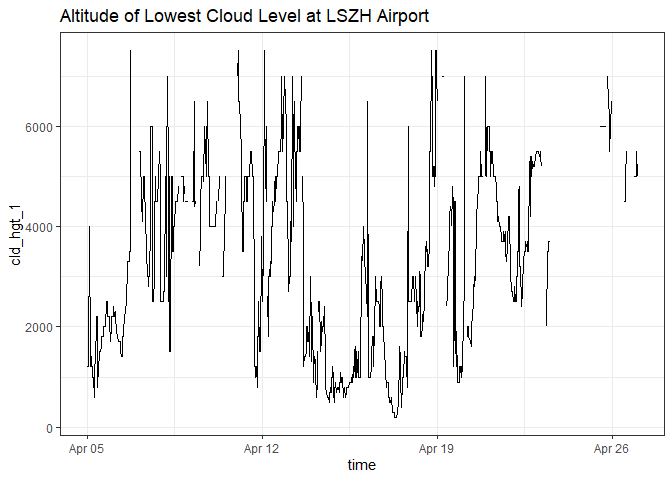 Altitude of Lowest Cloud Level at LSZH Airport
cld_hgt_1
6000
4000
2000
0
Apr 05 Apr 12 Apr 19 Apr 26
time